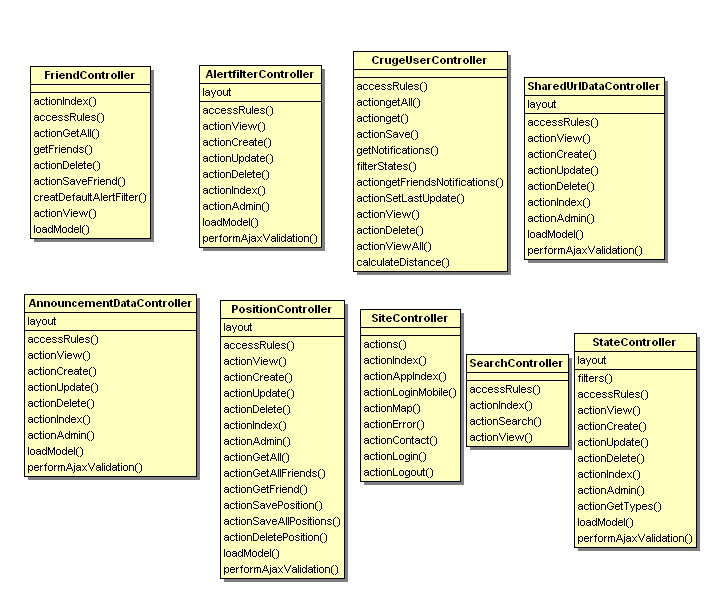 FriendController
actionIndex()
accessRules()
actionGetAll()
getFriends()
actionDelete()
actionSaveFriend()
creatDefaultAlertFilter()
actionView()
loadModel()
AlertfilterController
layout
accessRules()
actionView()
actionCreate()
actionUpdate()
actionDelete()
actionIndex()
actionAdmin()
loadModel()
performAjaxValidation()
CrugeUserController
accessRules()
actiongetAll()
actionget()
actionSave()
getNotifications()
filterStates()
actiongetFriendsNotifications()
actionSetLastUpdate()
actionView()
actionDelete()
actionViewAll()
calculateDistance()
SharedUrlDataController
layout
accessRules()
actionView()
actionCreate()
actionUpdate()
actionDelete()
actionIndex()
actionAdmin()
loadModel()
performAjaxValidation()
AnnouncementDataController
layout
accessRules()
actionView()
actionCreate()
actionUpdate()
actionDelete()
actionIndex()
actionAdmin()
loadModel()
performAjaxValidation()
PositionController
layout
accessRules()
actionView()
actionCreate()
actionUpdate()
actionDelete()
actionIndex()
actionAdmin()
actionGetAll()
actionGetAllFriends()
actionGetFriend()
actionSavePosition()
actionSaveAllPositions()
actionDeletePosition()
loadModel()
performAjaxValidation()
SiteController
actions()
actionIndex()
actionAppIndex()
actionLoginMobile()
actionMap()
actionError()
actionContact()
actionLogin()
actionLogout()
SearchController
accessRules()
actionIndex()
actionSearch()
actionView()
StateController
layout
filters()
accessRules()
actionView()
actionCreate()
actionUpdate()
actionDelete()
actionIndex()
actionAdmin()
actionGetTypes()
loadModel()
performAjaxValidation()